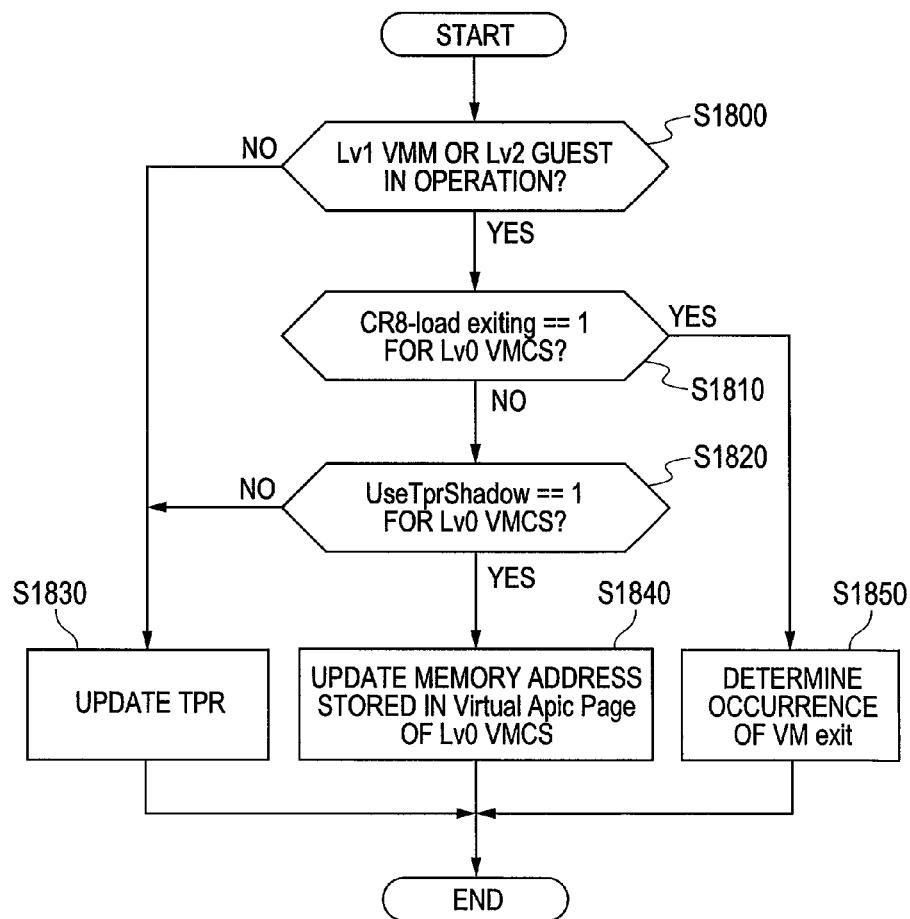 START
S1800
NO
Lv1 VMM OR Lv2 GUEST
IN OPERATION?
YES
CR8-load exiting == 1
FOR Lv0 VMCS?
YES
S1810
NO
S1820
NO
UseTprShadow == 1
FOR Lv0 VMCS?
YES
S1830
S1840
S1850
UPDATE TPR
UPDATE MEMORY ADDRESS
STORED IN Virtual Apic Page
OF Lv0 VMCS
DETERMINE
OCCURRENCE
OF VM exit
END